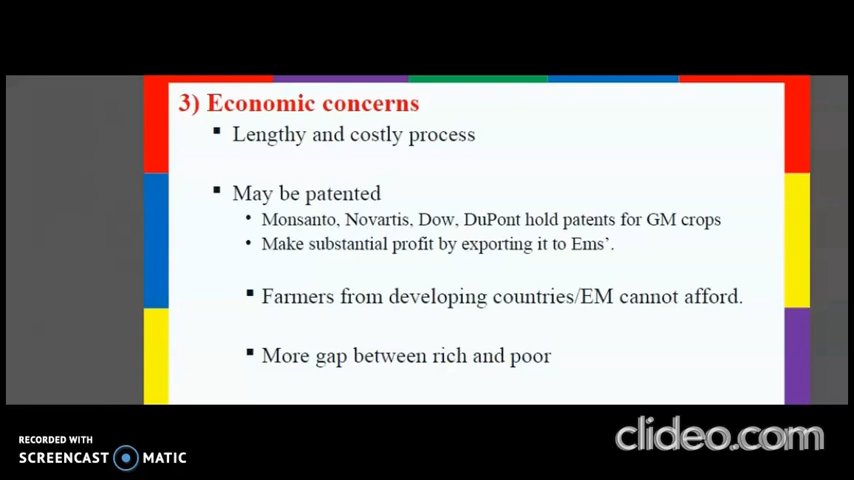 3) Economic concerns
Lengthy and costly process
May be patented
Monsanto, Novartis, Dow, DuPont hold patents for GM crops
Make substantial profit by exporting it to Ems'.
Farmers from developing countries/EM cannot afford.
More gap between rich and poor
RECORDED WITH
SCREENCAST MATIC
clideo.com